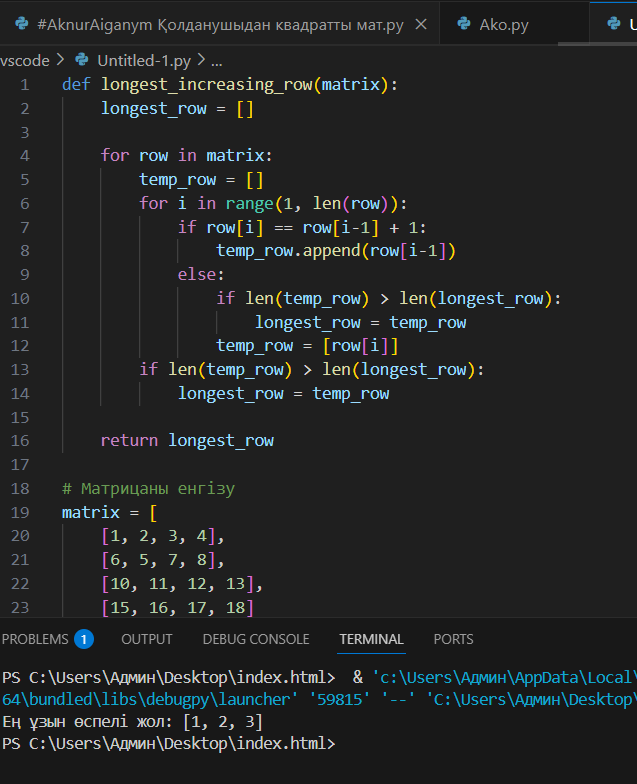 #AknurAiganym Қолданушыдан квадратты мат.py Ako.py U
vscode > Untitled-1.py > ...
1 def longest_increasing_row(matrix):
2 longest_row = []
3
4 for row in matrix:
5 temp_row = []
6 for i in range(1, len(row)):
7 if row[i] == row[i-1] + 1:
8 temp_row.append(row[i-1])
9 else:
10 if len(temp_row) > len(longest_row):
11 longest_row = temp_row
12 temp_row = [row[i]]
13 if len(temp_row) > len(longest_row):
14 longest_row = temp_row
15
16 return longest_row
17
18 # Матрицаны енгізу
19 matrix = [
20 [1, 2, 3, 4],
21 [6, 5, 7, 8],
22 [10, 11, 12, 13],
23 [15, 16, 17, 18]
PROBLEMS 1 OUTPUT DEBUG CONSOLE TERMINAL PORTS
PS C:\Users\Админ\Desktop\index.html> & 'c:\Users\Админ\AppData\Local\
64\bundled\libs\debugpy\launcher' '59815' '--' 'C:\Users\Админ\Desktop\
Ең ұзын өспелі жол: [1, 2, 3]
PS C:\Users\Админ\Desktop\index.html>